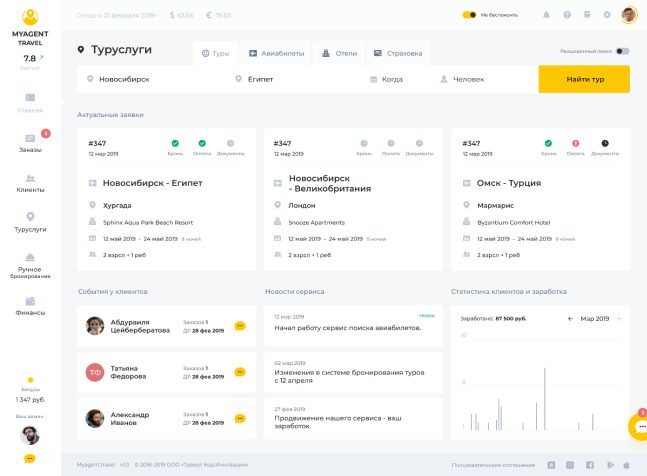 MYAGENT
TRAVEL
7.8
Рейтинг
Главная
2
Заказы
Клиенты
Туруслуги
Ручное
бронирование
Финансы
Бонусы
1 347 руб.
Ваш админ
Сегодня 21 февраля 2019г.
$ 63.56
€ 75.03
Не беспокоить
Туруслуги
Туры
Авиабилеты
Отели
Страховка
Расширенный поиск
Новосибирск
Египет
Когда
Человек
Найти тур
Актуальные заявки
#347
12 мар 2019
Бронь Оплата Документы
Новосибирск - Египет
Хургада
Sphinx Aqua Park Beach Resort
12 май 2019 - 24 май 2019 9 ночей
2 взрсл + 1 реб
#347
12 мар 2019
Бронь Оплата Документы
Новосибирск
- Великобритания
Лондон
Snooze Apartments
12 май 2019 - 24 май 2019 9 ночей
2 взрсл + 1 реб
#347
12 мар 2019
Бронь Оплата Документы
Омск - Турция
Мармарис
Byzantium Comfort Hotel
12 май 2019 - 24 май 2019 9 ночей
2 взрсл + 1 реб
События у клиентов
Абдураиля
Цейбербератова
Заказов 1
ДР 28 фев 2019
ТФ
Татьяна
Федорова
Заказов 1
ДР 28 фев 2019
Александр
Иванов
Заказов 1
ДР 28 фев 2019
Новости сервиса
12 мар 2019
Начал работу сервис поиска авиабилетов.
02 мар 2019
Изменения в системе бронирования туров
с 12 апреля
27 фев 2019
Продвижение нашего сервиса - ваш
заработок.
Статистика клиентов и заработка
Заработано: 87 500 руб.
← Мар 2019 →
10
5
1
2
Myagent.travel v1.0 © 2018-2019 ООО «Тревел Код Инновации»
Пользовательское соглашение